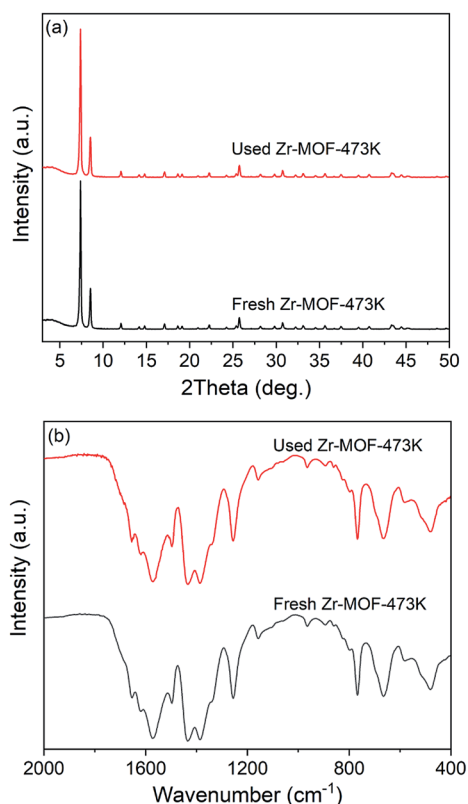 (a)
Intensity (a.u.)
Used Zr-MOF-473K
Fresh Zr-MOF-473K
5 10 15 20 25 30 35 40 45 50
2Theta (deg.)
(b)
Intensity (a.u.)
Used Zr-MOF-473K
Fresh Zr-MOF-473K
2000 1600 1200 800 400
Wavenumber (cm⁻¹)